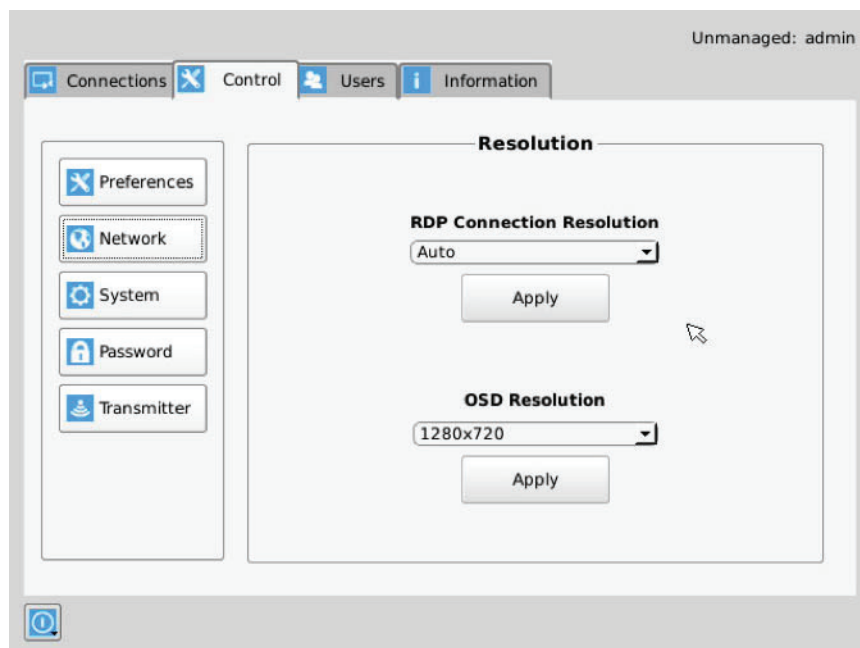 Unmanaged: admin
Connections Control Users Information
Preferences
Network
System
Password
Transmitter
Resolution
RDP Connection Resolution
Auto
Apply
OSD Resolution
1280x720
Apply